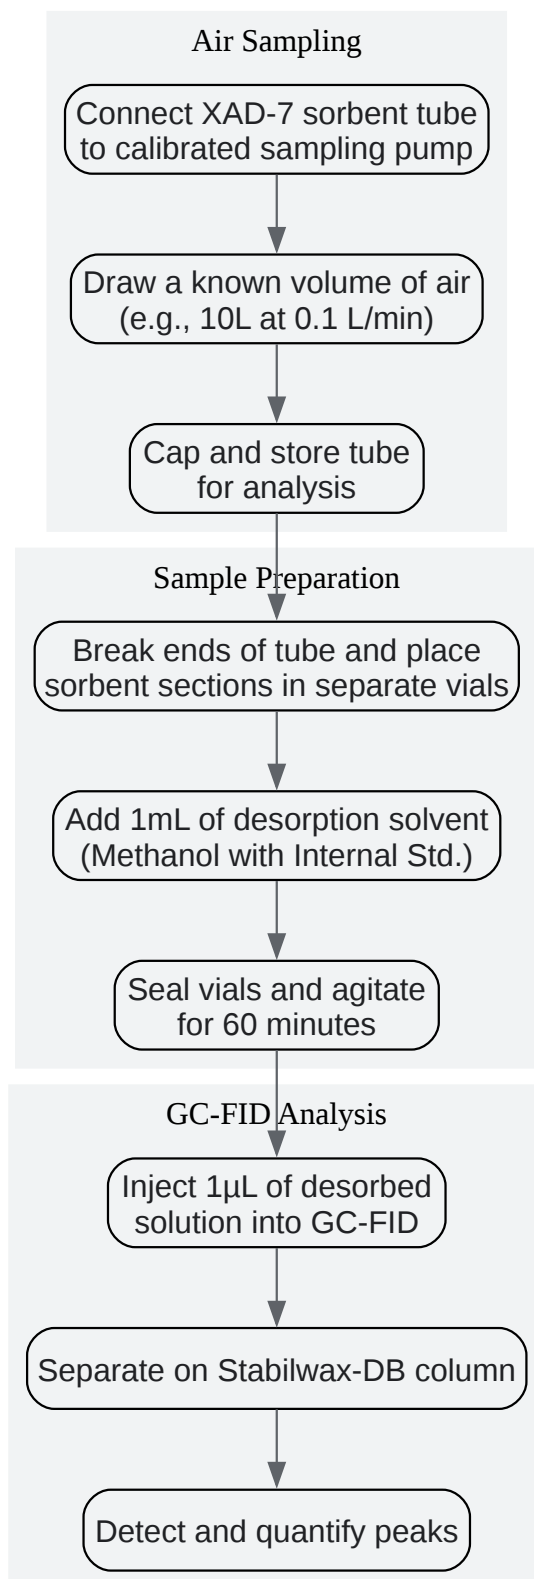 Air Sampling
Connect XAD-7 sorbent tube
to calibrated sampling pump
Draw a known volume of air
(e.g., 10L at 0.1 L/min)
Cap and store tube
for analysis
Sample Preparation
Break ends of tube and place
sorbent sections in separate vials
Add 1mL of desorption solvent
(Methanol with Internal Std.)
Seal vials and agitate
for 60 minutes
GC-FID Analysis
Inject 1µL of desorbed
solution into GC-FID
Separate on Stabilwax-DB column
Detect and quantify peaks